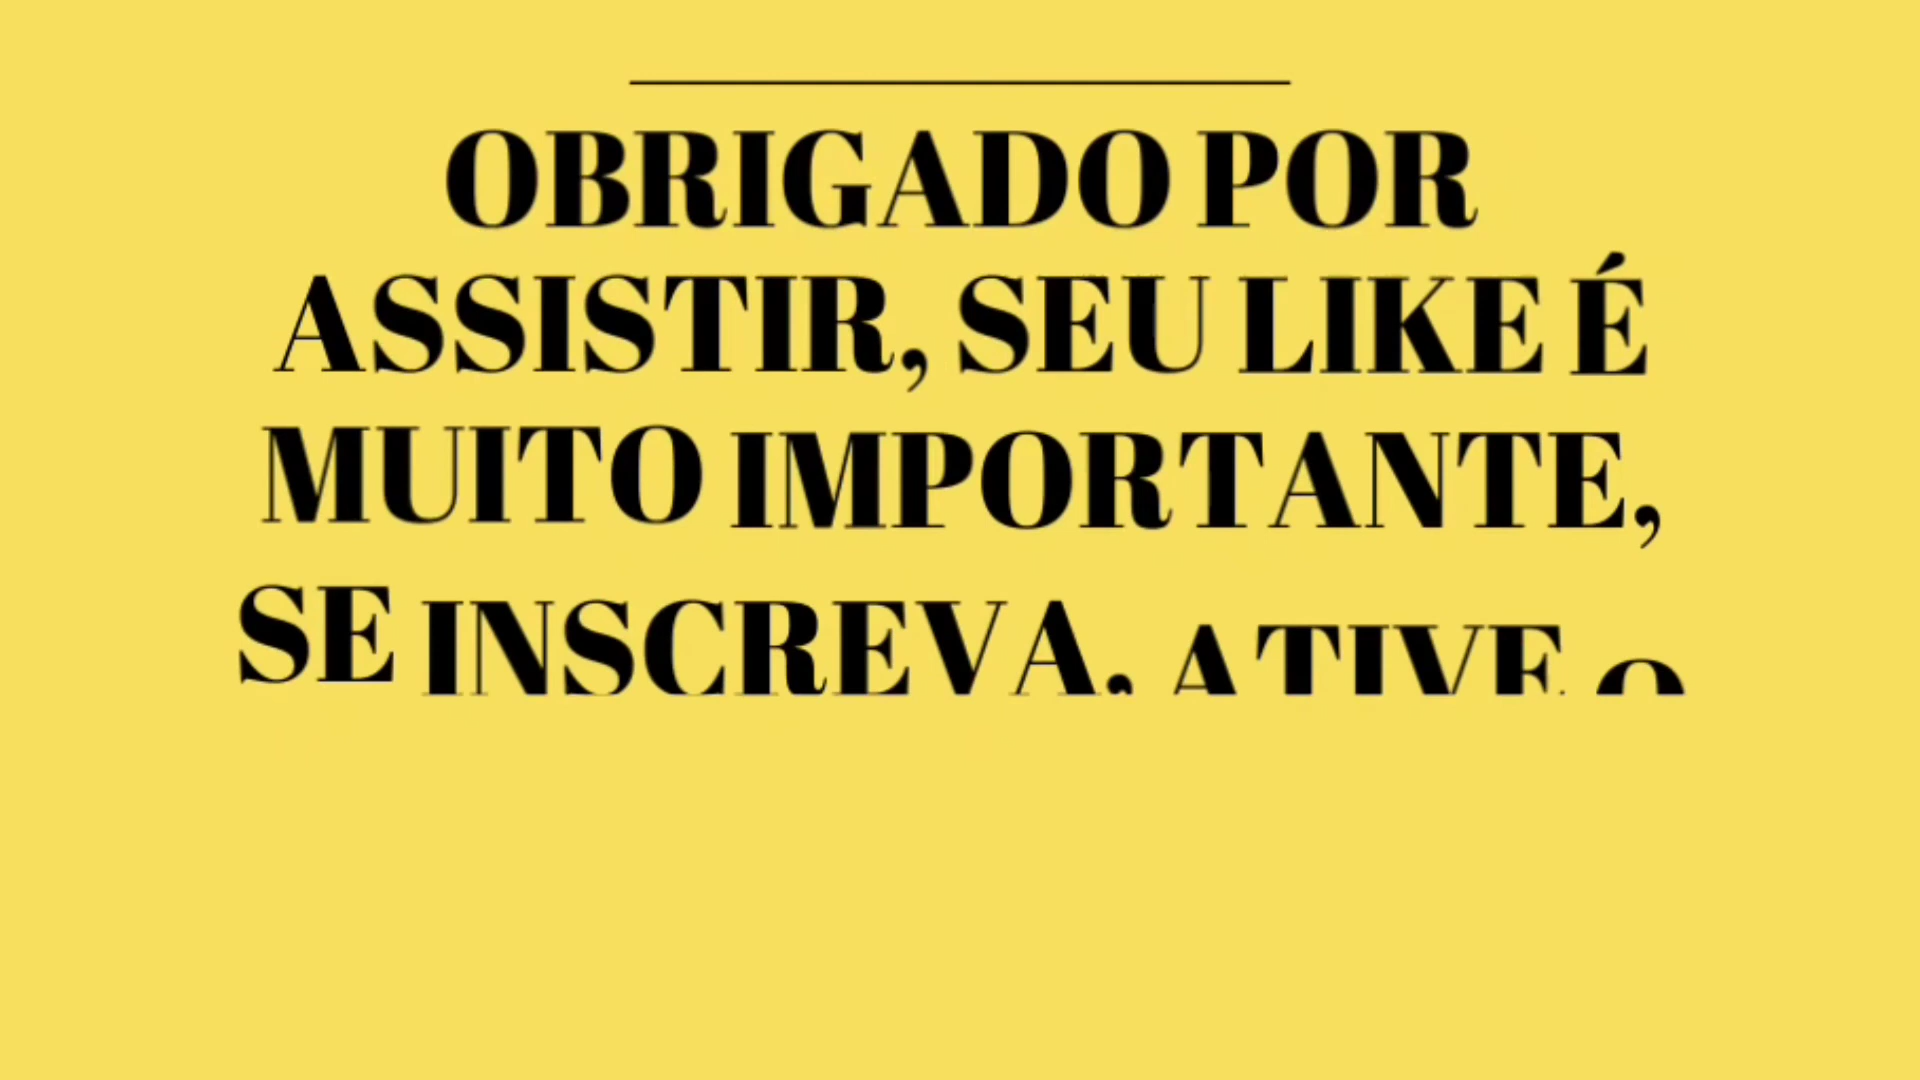 OBRIGADO POR
ASSISTIR, SEU LIKE É
MUITO IMPORTANTE,
SE INSCREVA, ATIVE O